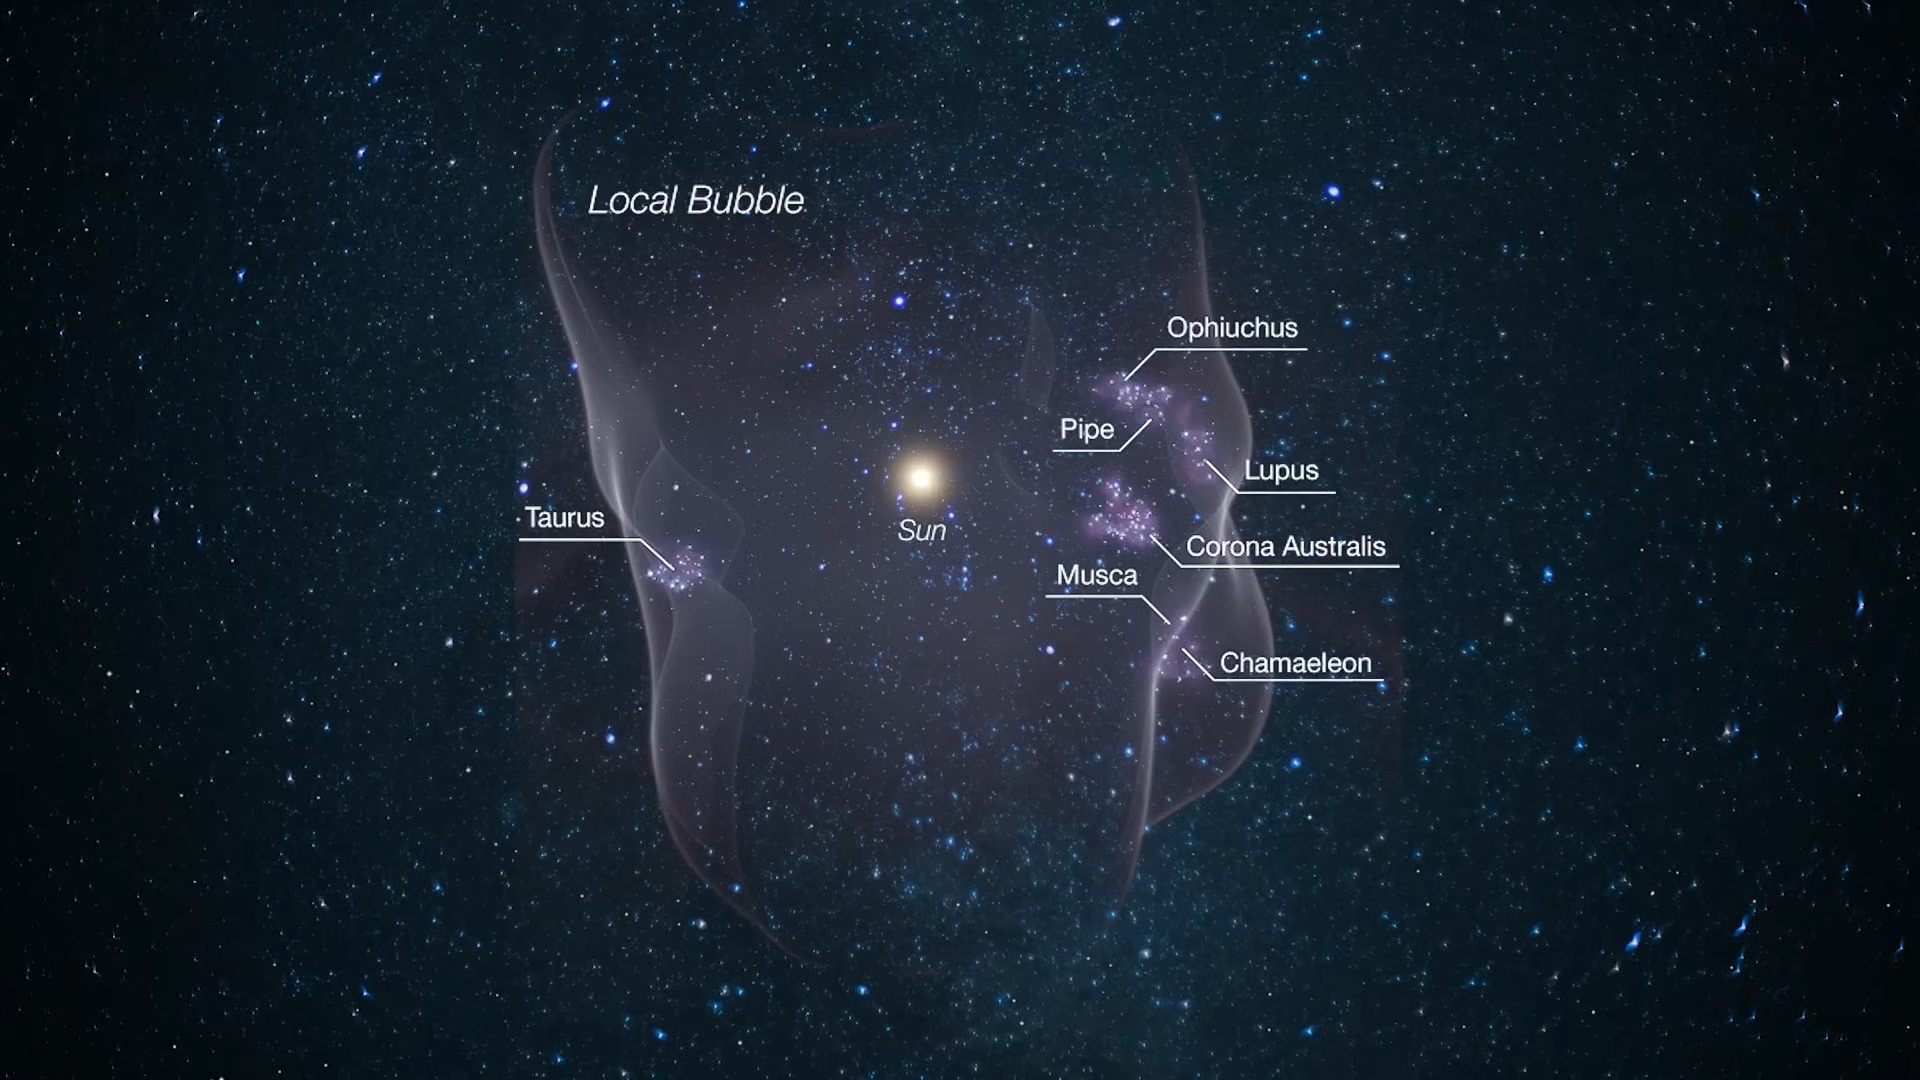 Local Bubble
Ophiuchus
Pipe
Lupus
Taurus
Sun
Corona Australis
Musca
Chamaeleon